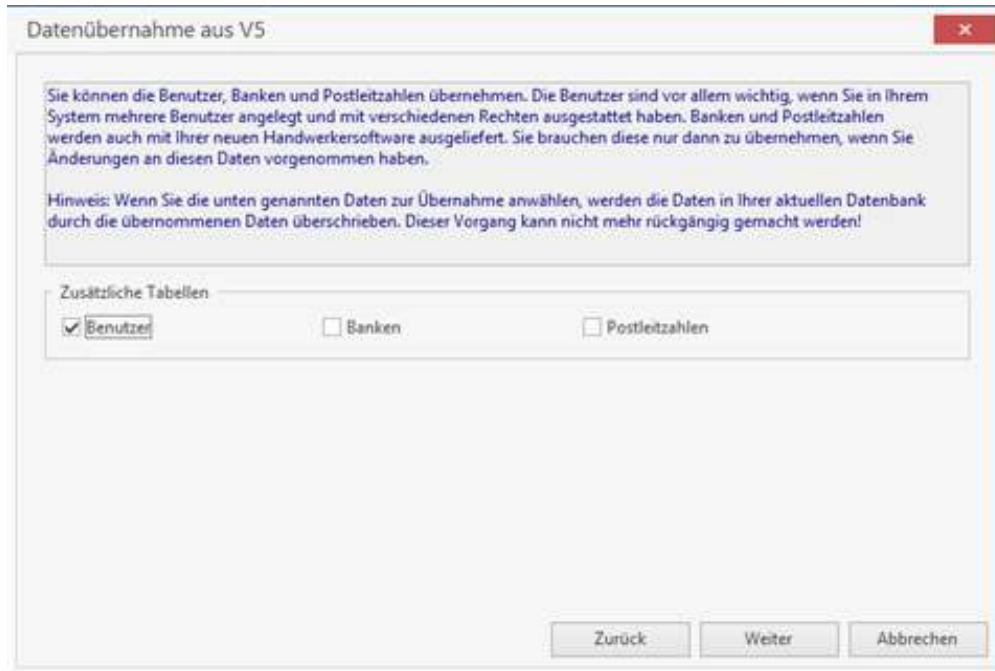 Datenübernahme aus V5
Sie können die Benutzer, Banken und Postleitzahlen übernehmen. Die Benutzer sind vor allem wichtig, wenn Sie in Ihrem
System mehrere Benutzer angelegt und mit verschiedenen Rechten ausgestattet haben. Banken und Postleitzahlen
werden auch mit Ihrer neuen Handwerkersoftware ausgeliefert. Sie brauchen diese nur dann zu übernehmen, wenn Sie
Änderungen an diesen Daten vorgenommen haben.
Hinweis: Wenn Sie die unten genannten Daten zur Übernahme anwählen, werden die Daten in Ihrer aktuellen Datenbank
durch die übernommenen Daten überschrieben. Dieser Vorgang kann nicht mehr rückgängig gemacht werden!
Zusätzliche Tabellen
Benutzer Banken Postleitzahlen
Zurück Weiter Abbrechen